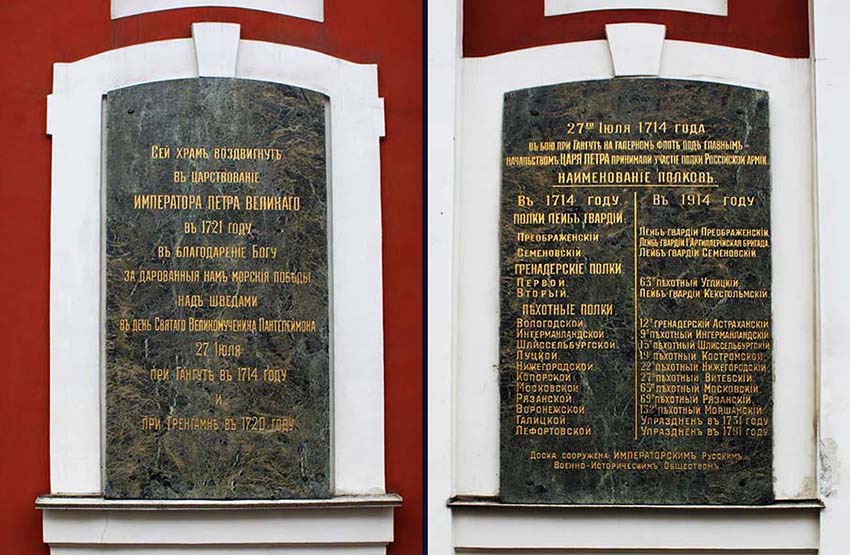 Сей храмъ воздвигнутъ
въ царствованіе
Императора Петра Великаго
въ 1721 году
въ благодареніе Богу
за дарованныя намъ морскія побѣды
надъ шведами
въ день Святаго Великомученика Пантелеимона
27 Іюля
при Гангутѣ въ 1714 году
и
при Гренгамнѣ въ 1720 году.
27го Іюля 1714 года
въ бою при Гангутѣ на галерномъ флотѣ подъ главнымъ
начальствомъ Царя Петра принимали участіе полки Россійской арміи.
Наименованіе полковъ.
Въ 1714 году.
Полки лейбъ гвардіи.
Преображенскій
Семеновскій
Гренадерскіе полки.
Первой
Вторый
Пѣхотные полки
Вологодской
Ингерманландской
Шлиссельбургской
Луцкой
Нижегородской
Копорской
Московской
Рязанской
Воронежской
Галицкой
Лефортовской
Въ 1914 году
Лейбъ-гвардіи Преображенскій.
Лейбъ гвардіи 1я Артиллерійская бригада.
Лейбъ-гвардіи Семеновскій.
63й пѣхотный Углицкій
Лейбъ-гвардіи Кексгольмскій.
12й гренадерскій Астраханскій
9й пѣхотный Ингерманландскій
15й пѣхотный Шлиссельбургскій
19й пѣхотный Костромской
22й пѣхотный Нижегородскій
27й пѣхотный Витебскій
65й пѣхотный Московскій
69й пѣхотный Рязанскій
132й пѣхотный Моршанскій
Упраздненъ въ 1731 году
Упраздненъ въ 1791 году
Доска сооружена Императорскимъ Русскимъ
Военно-Историческимъ Обществомъ